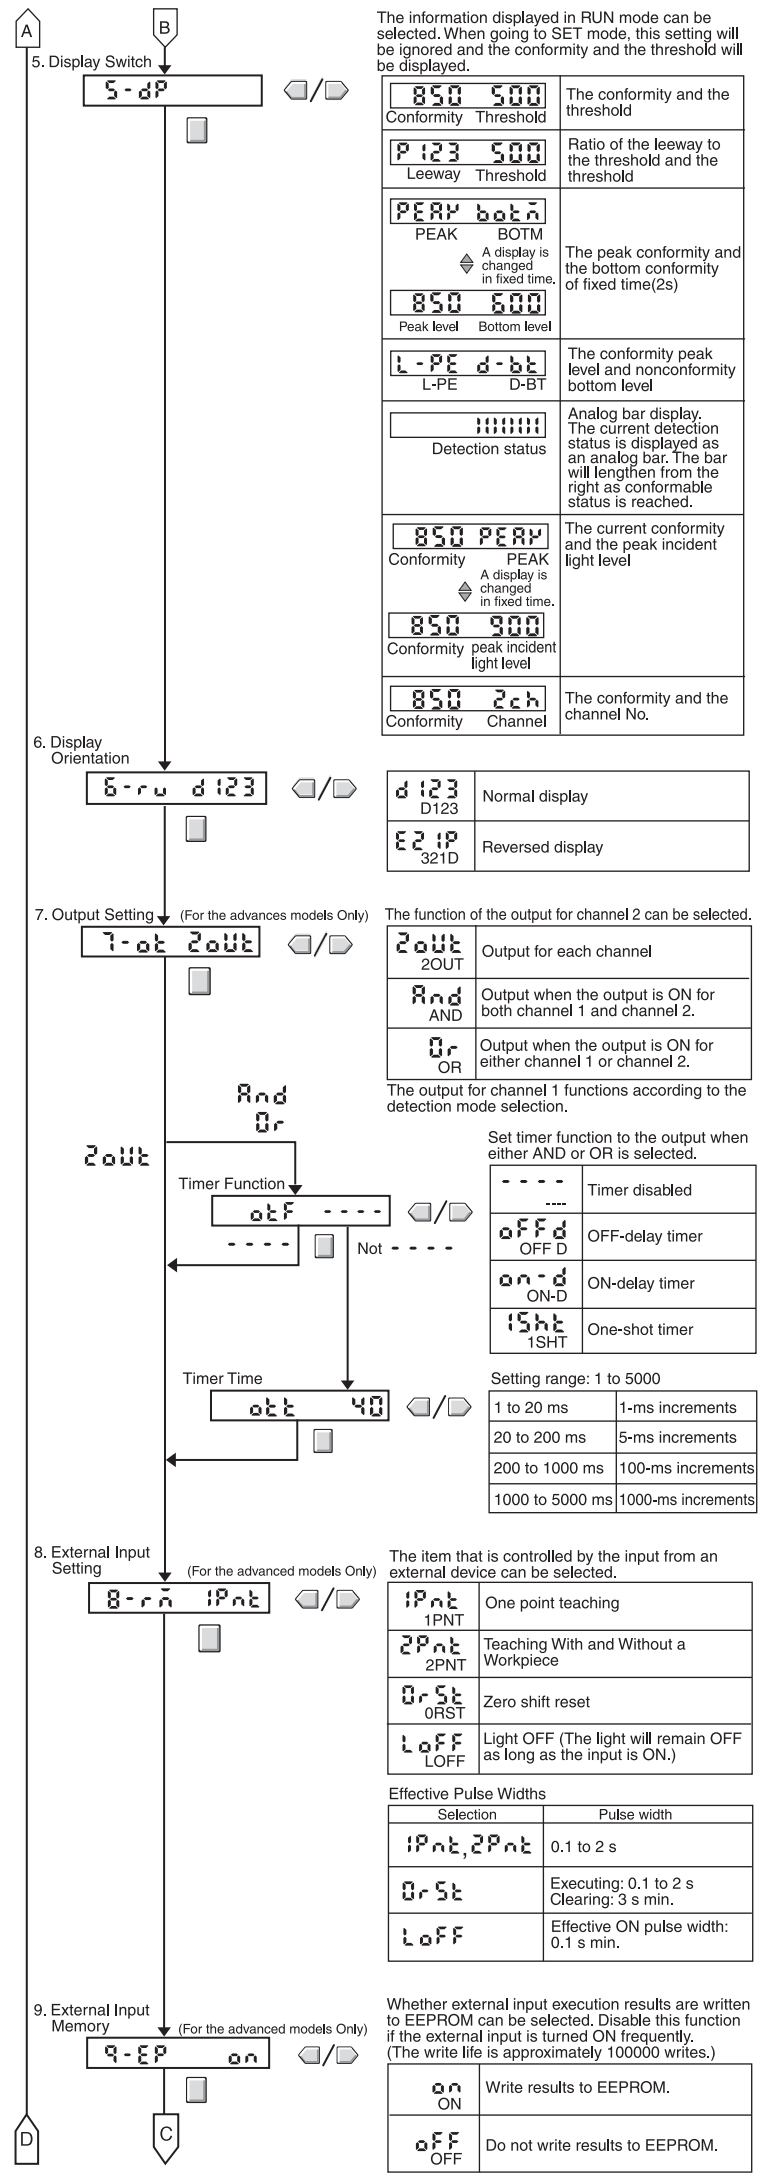 A
B
The information displayed in RUN mode can be
selected. When going to SET mode, this setting will
be ignored and the conformity and the threshold will
be displayed.
5. Display Switch
5-dP
850 500
Conformity Threshold
The conformity and the
threshold
P 123 500
Leeway Threshold
Ratio of the leeway to
the threshold and the
threshold
PEAK botm
PEAK BOTM
A display is
changed
in fixed time.
850 600
Peak level Bottom level
The peak conformity and
the bottom conformity
of fixed time(2s)
L-PE d-bt
L-PE D-BT
The conformity peak
level and nonconformity
bottom level
Detection status
Analog bar display.
The current detection
status is displayed as
an analog bar. The bar
will lengthen from the
right as conformable
status is reached.
850 PEAK
Conformity PEAK
A display is
changed
in fixed time.
850 900
Conformity peak incident
light level
The current conformity
and the peak incident
light level
850 2ch
Conformity Channel
The conformity and the
channel No.
6. Display
Orientation
6-rv d123
/
d123
D123
Normal display
321D
Reversed display
7. Output Setting (For the advances models Only)
The function of the output for channel 2 can be selected.
7-ot 2oUt
/
2oUt
2OUT
Output for each channel
And
AND
Output when the output is ON for
both channel 1 and channel 2.
Or
OR
Output when the output is ON for
either channel 1 or channel 2.
The output for channel 1 functions according to the
detection mode selection.
And
Or
2oUt
Set timer function to the output when
either AND or OR is selected.
Timer Function
otF ----
/
----
Not ----
----
----
Timer disabled
oFFd
OFF D
OFF-delay timer
on-d
ON-D
ON-delay timer
1Sht
1SHT
One-shot timer
Timer Time
ott 40
/
Setting range: 1 to 5000
1 to 20 ms 1-ms increments
20 to 200 ms 5-ms increments
200 to 1000 ms 100-ms increments
1000 to 5000 ms 1000-ms increments
8. External Input
Setting
(For the advanced models Only)
8-rm 1Pnt
/
The item that is controlled by the input from an
external device can be selected.
1Pnt
1PNT
One point teaching
2Pnt
2PNT
Teaching With and Without a
Workpiece
0rSt
0RST
Zero shift reset
LoFF
LOFF
Light OFF (The light will remain OFF
as long as the input is ON.)
Effective Pulse Widths
Selection Pulse width
1Pnt, 2Pnt 0.1 to 2 s
0rSt
Executing: 0.1 to 2 s
Clearing: 3 s min.
LoFF
Effective ON pulse width:
0.1 s min.
9. External Input
Memory
(For the advanced models Only)
9-EP on
/
Whether external input execution results are written
to EEPROM can be selected. Disable this function
if the external input is turned ON frequently.
(The write life is approximately 100000 writes.)
on
ON
Write results to EEPROM.
oFF
OFF
Do not write results to EEPROM.
D
C